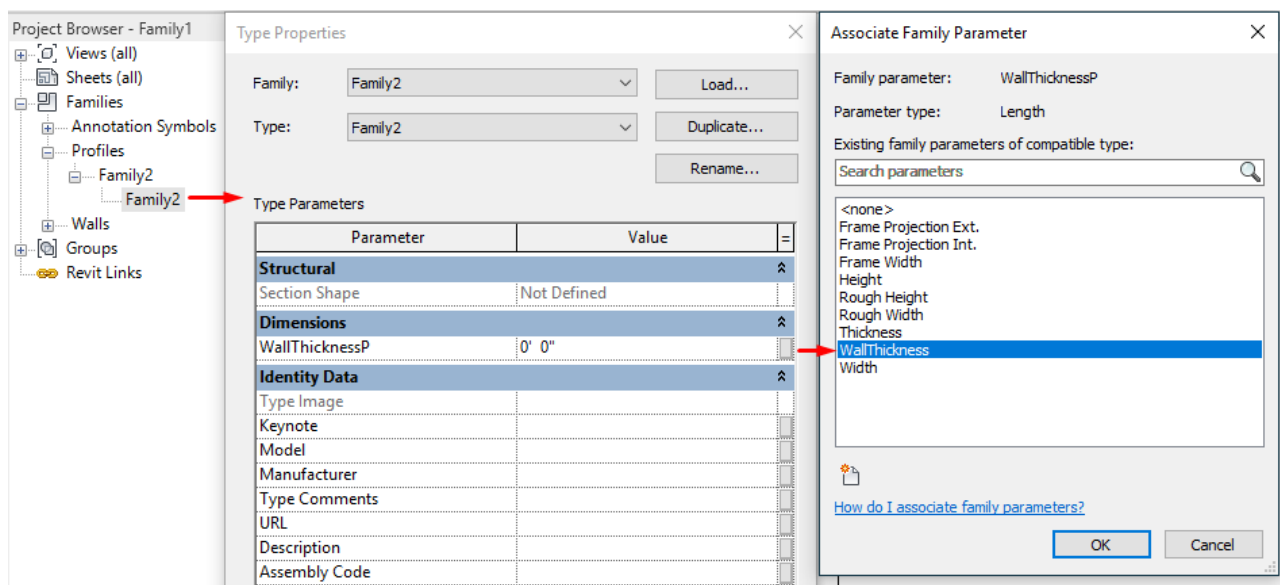 Project Browser - Family1
Views (all)
Sheets (all)
Families
Annotation Symbols
Profiles
Family2
Family2
Walls
Groups
Revit Links
Type Properties
Family: Family2 Load...
Type: Family2 Duplicate...
Rename...
Type Parameters
Parameter Value =
Structural
Section Shape Not Defined
Dimensions
WallThicknessP 0' 0"
Identity Data
Type Image
Keynote
Model
Manufacturer
Type Comments
URL
Description
Assembly Code
Associate Family Parameter
Family parameter: WallThicknessP
Parameter type: Length
Existing family parameters of compatible type:
Search parameters
<none>
Frame Projection Ext.
Frame Projection Int.
Frame Width
Height
Rough Height
Rough Width
Thickness
WallThickness
Width
How do I associate family parameters?
OK Cancel